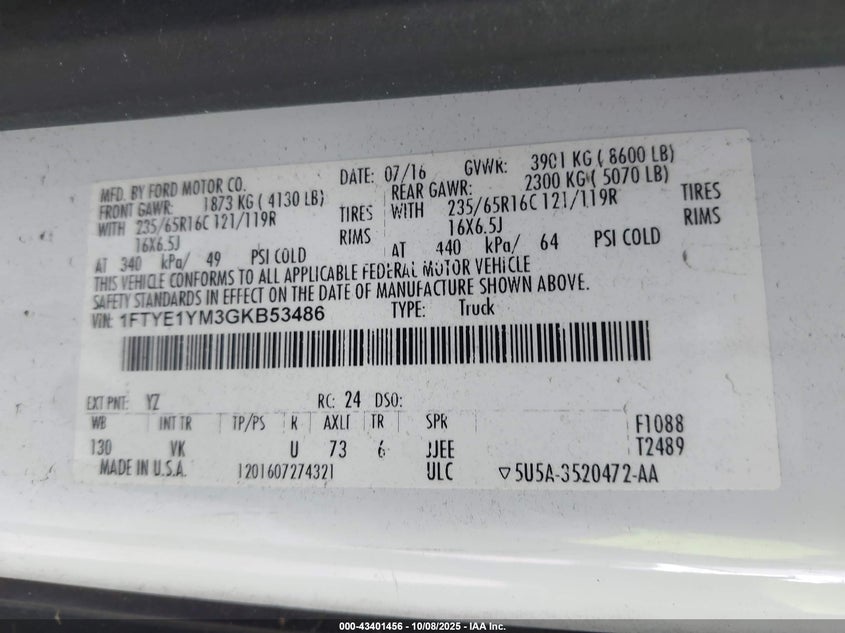 MFD. BY FORD MOTOR CO. DATE: 07/16 GVWR: 3901 KG ( 8600 LB)
FRONT GAWR: 1873 KG ( 4130 LB) REAR GAWR: 2300 KG ( 5070 LB)
WITH 235/65R16C 121/119R TIRES WITH 235/65R16C 121/119R TIRES
16X6.5J RIMS 16X6.5J RIMS
AT 340 kPa/ 49 PSI COLD AT 440 kPa/ 64 PSI COLD
THIS VEHICLE CONFORMS TO ALL APPLICABLE FEDERAL MOTOR VEHICLE
SAFETY STANDARDS IN EFFECT ON THE DATE OF MANUFACTURE SHOWN ABOVE.
VIN: 1FTYE1YM3GKB53486 TYPE: Truck
EXT PNT: YZ RC: 24 DSO:
WB INT TR TP/PS R AXLE TR SPR F1088
130 VK U 73 6 JJEE T2489
MADE IN U.S.A. 1201607274321 ULC ▽5U5A-3520472-AA
000-43401456 - 10/08/2025 - IAA Inc.